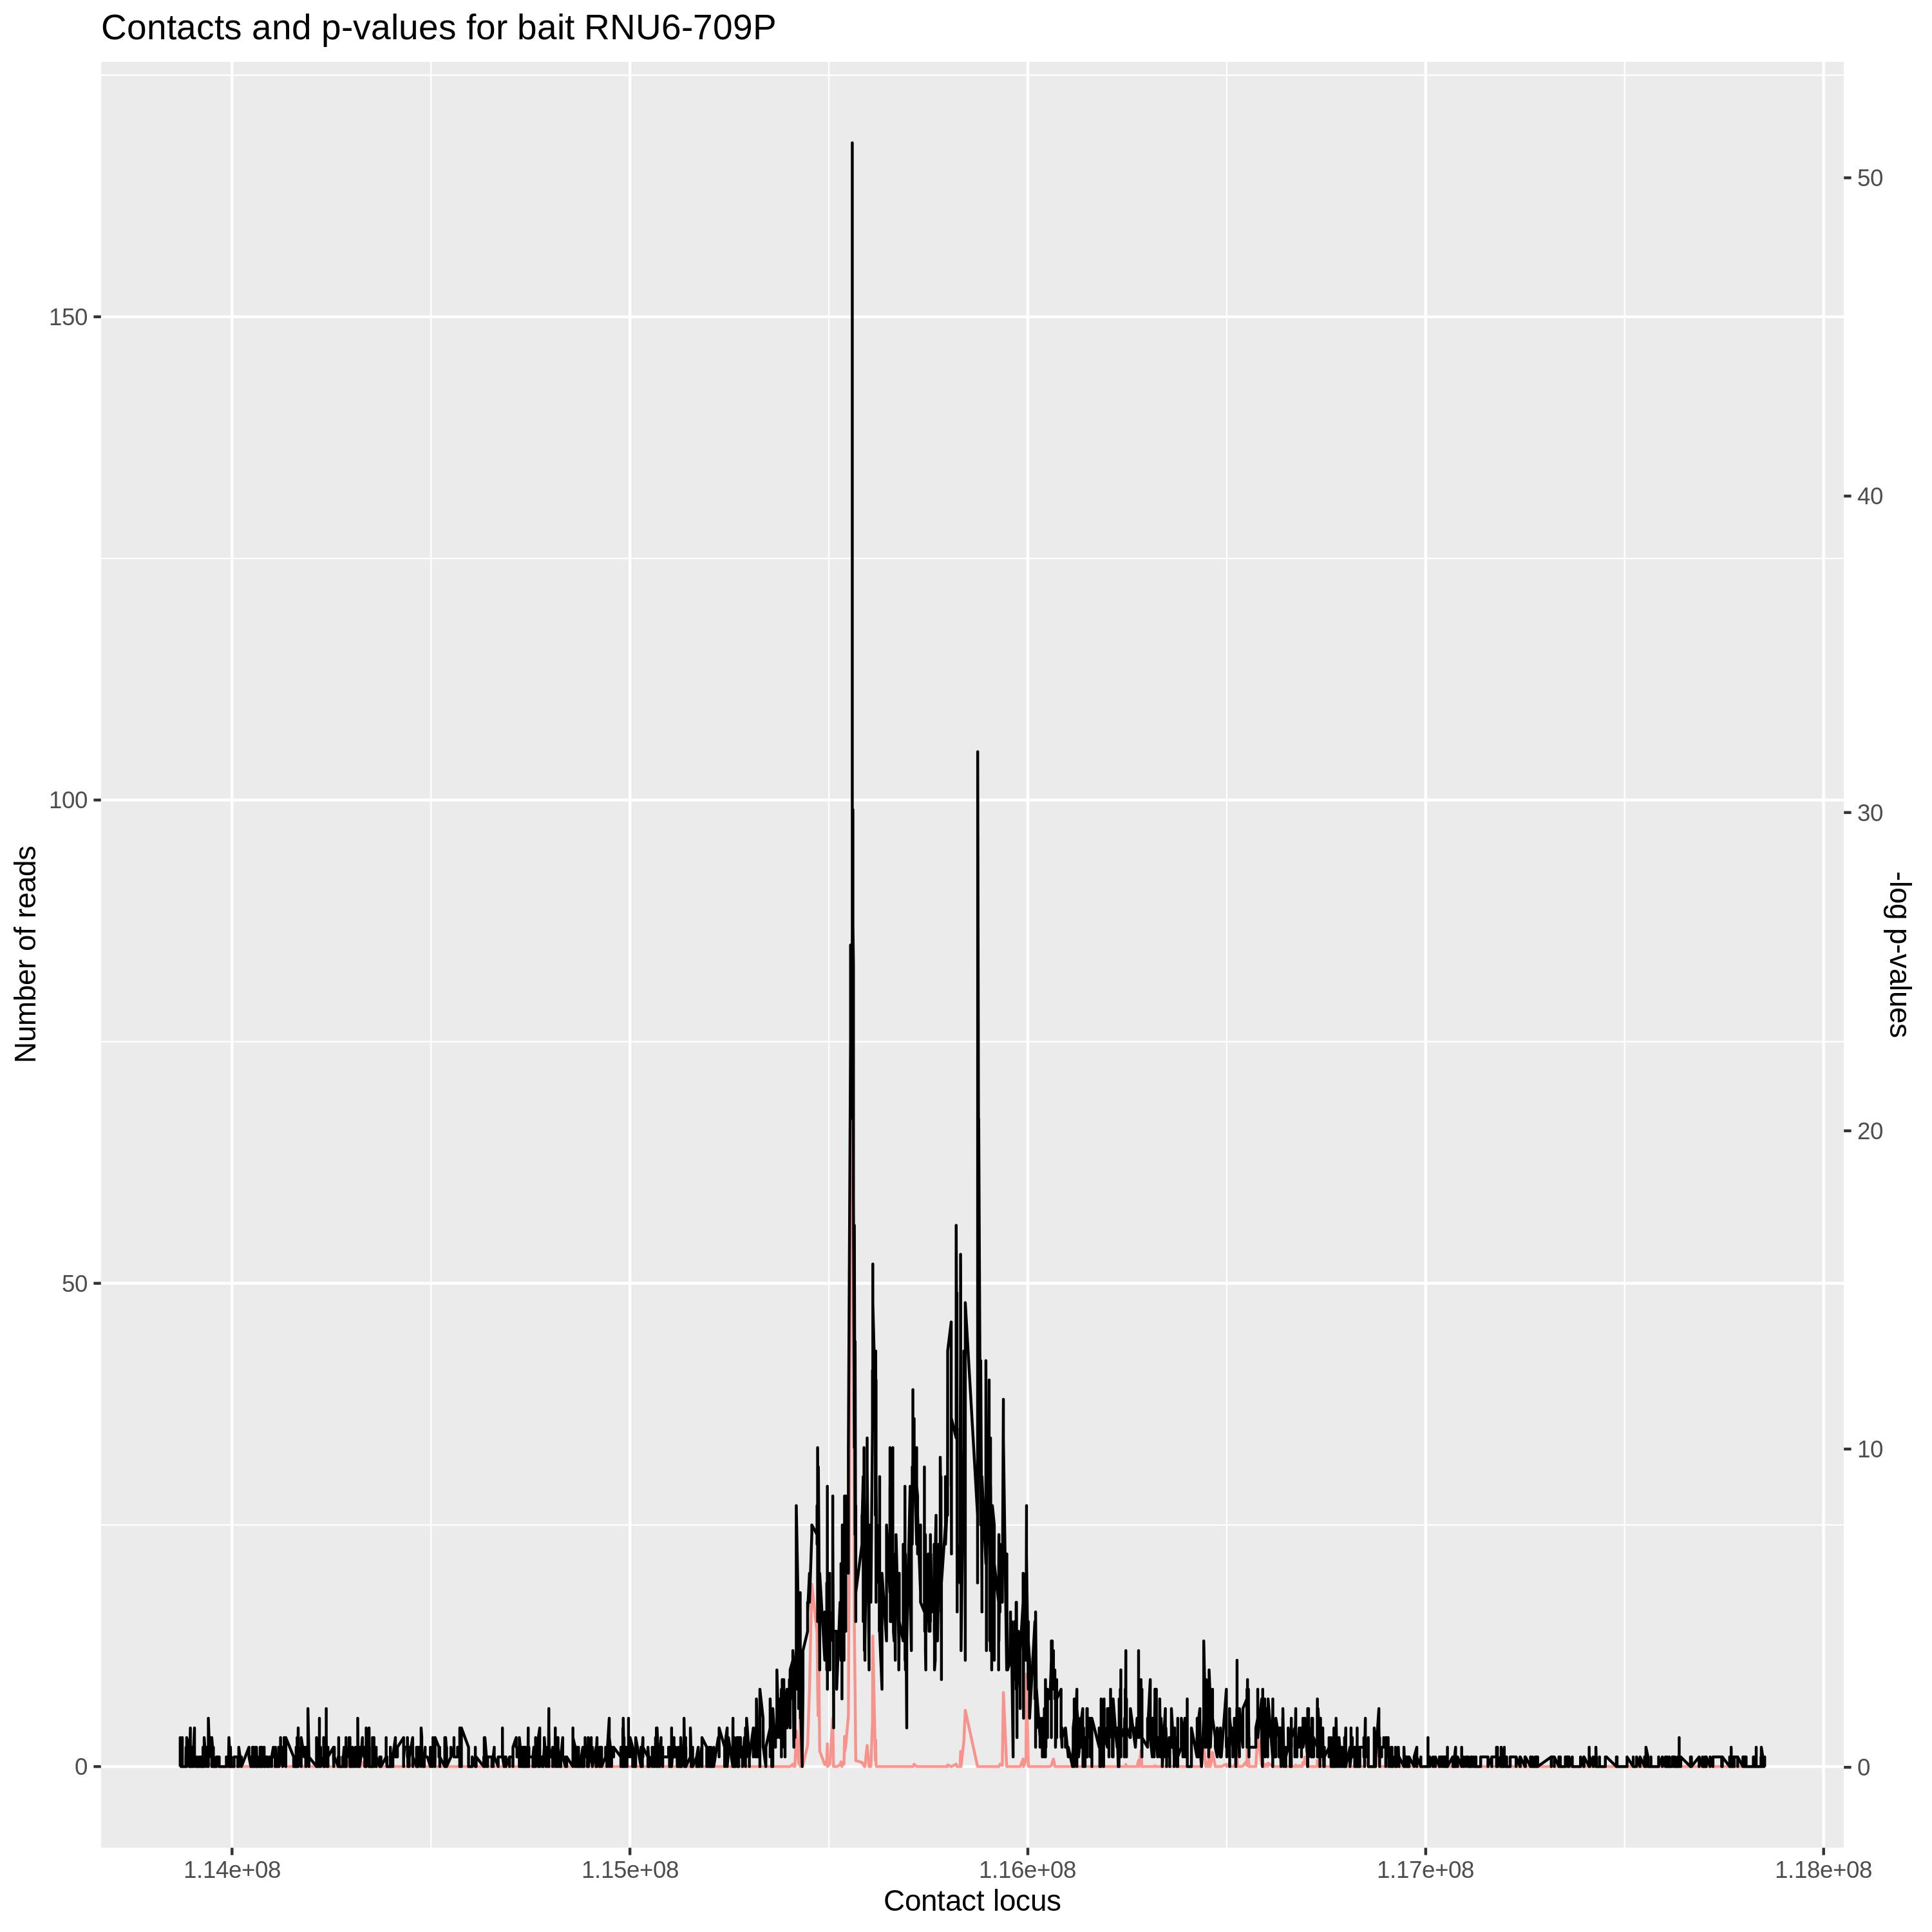 Contacts and p-values for bait RNU6-709P
150
100
50
0
Number of reads
50
40
30
20
10
0
-log p-values
1.14e+08
1.15e+08
1.16e+08
1.17e+08
1.18e+08
Contact locus